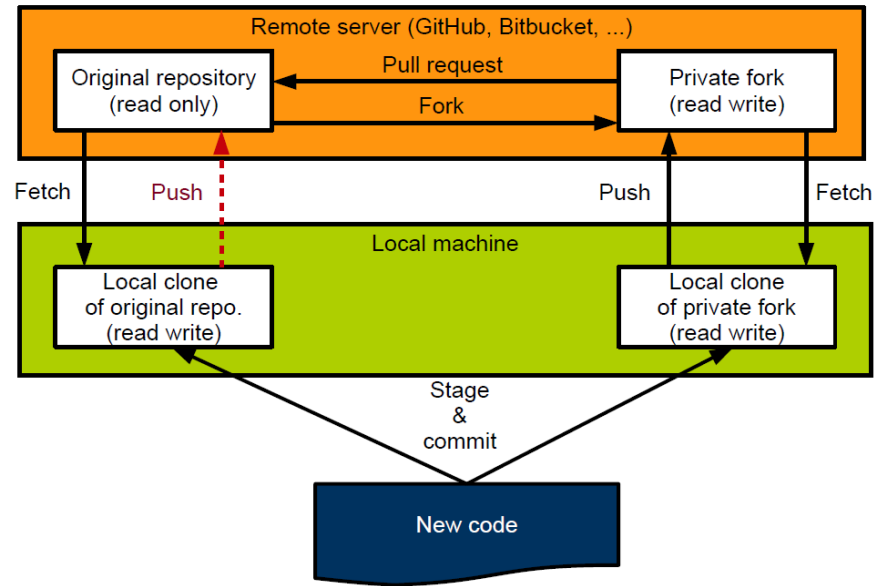 Remote server (GitHub, Bitbucket, ...)
Original repository
(read only)
Pull request
Fork
Private fork
(read write)
Fetch
Push
Push
Fetch
Local machine
Local clone
of original repo.
(read write)
Local clone
of private fork
(read write)
Stage
&
commit
New code